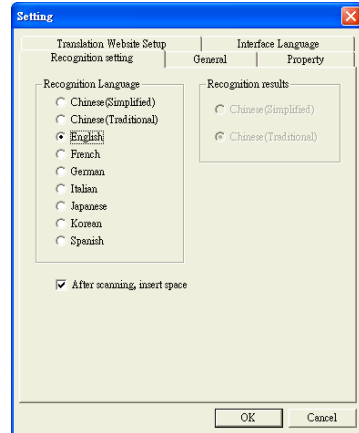 Setting
Translation Website Setup
Interface Language
Recognition setting
General
Property
Recognition Language
Chinese(Simplified)
Chinese(Traditional)
English
French
German
Italian
Japanese
Korean
Spanish
Recognition results
Chinese(Simplified)
Chinese(Traditional)
After scanning, insert space
OK
Cancel